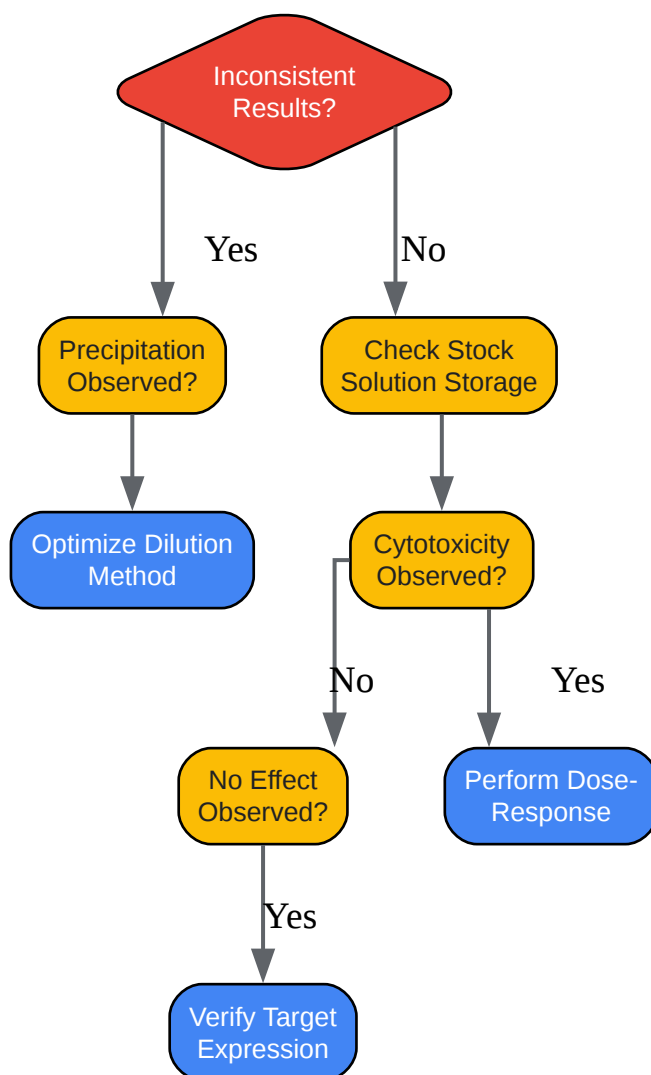 Inconsistent
Results?
Yes
No
Precipitation
Observed?
Check Stock
Solution Storage
Optimize Dilution
Method
Cytotoxicity
Observed?
No
Yes
No Effect
Observed?
Perform Dose-
Response
Yes
Verify Target
Expression